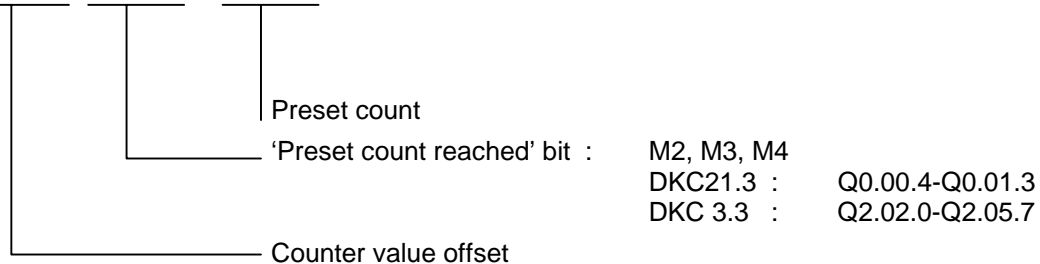 Preset count
‘Preset count reached’ bit : M2, M3, M4
DKC21.3 : Q0.00.4-Q0.01.3
DKC 3.3 : Q2.02.0-Q2.05.7
Counter value offset